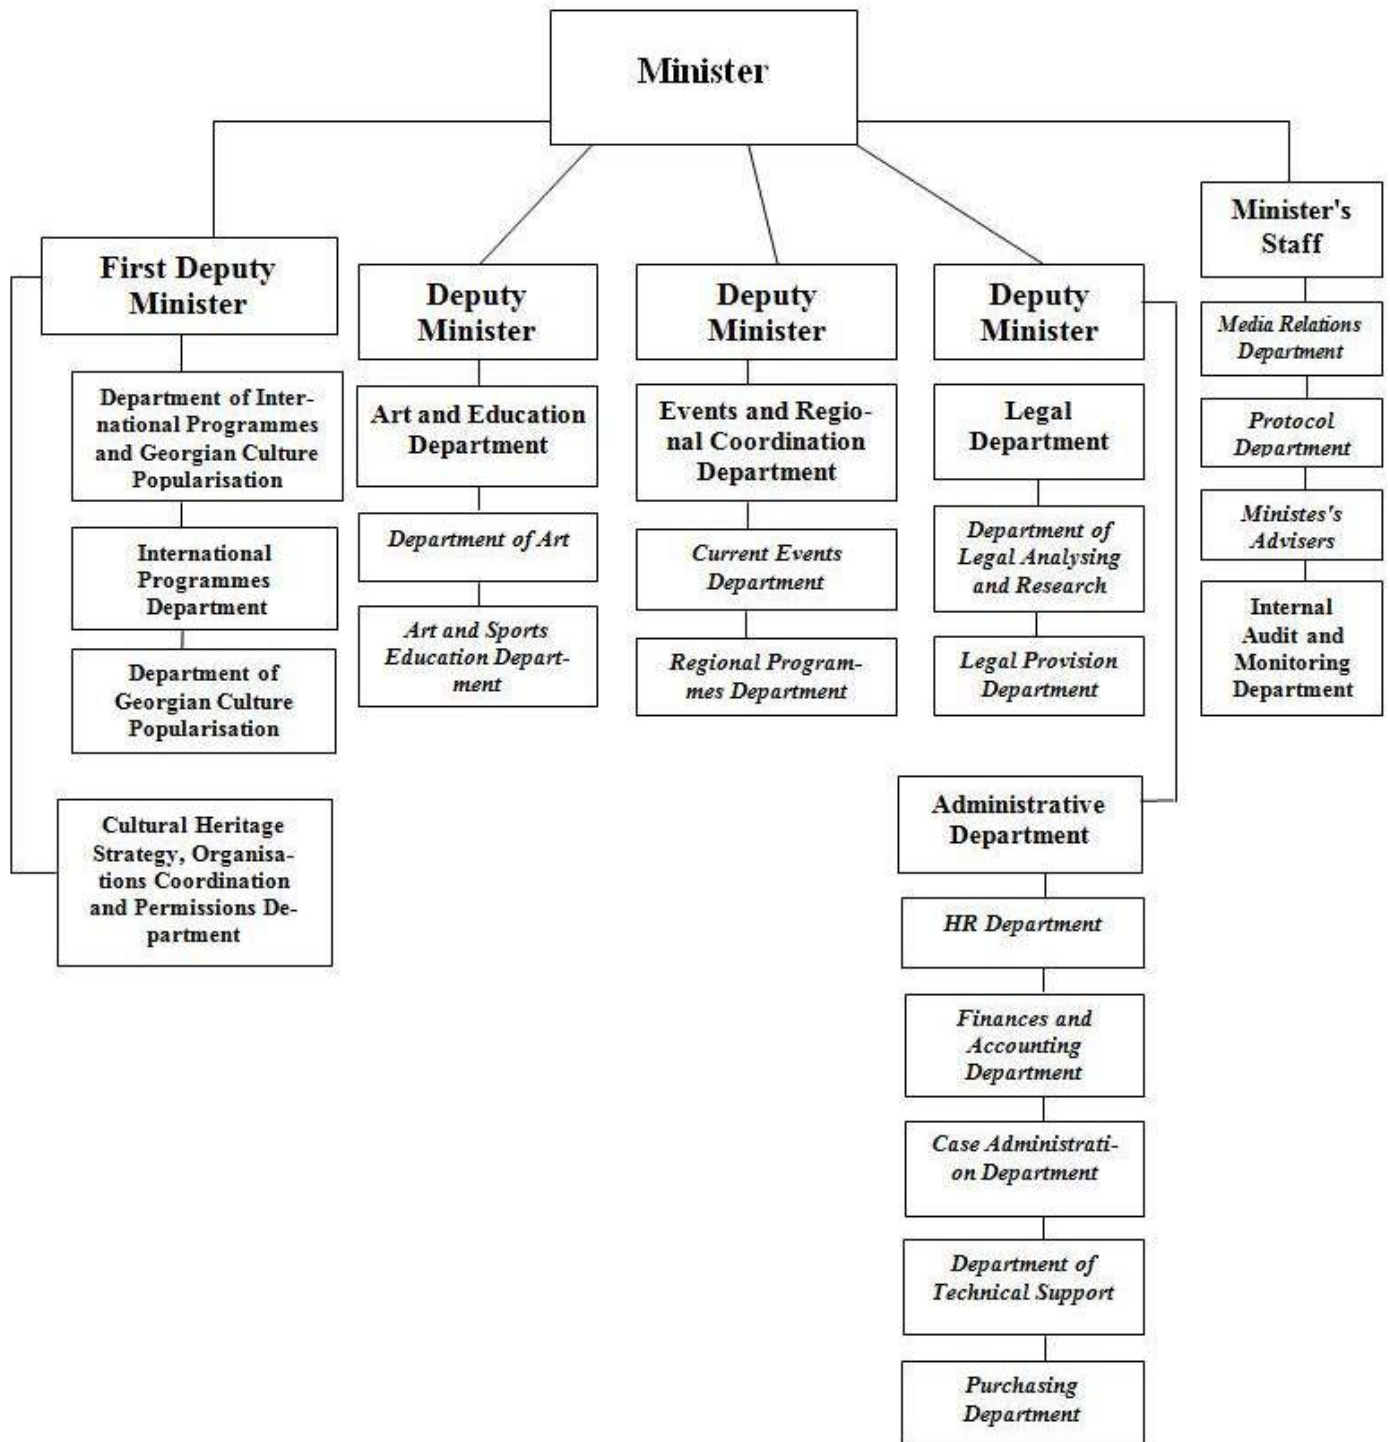 Minister
First Deputy
Minister
Department of Inter-
national Programmes
and Georgian Culture
Popularisation
International
Programmes
Department
Department of
Georgian Culture
Popularisation
Cultural Heritage
Strategy, Organisa-
tions Coordination
and Permissions De-
partment
Deputy
Minister
Art and Education
Department
Department of Art
Art and Sports
Education Depart-
ment
Deputy
Minister
Events and Regio-
nal Coordination
Department
Current Events
Department
Regional Program-
mes Department
Deputy
Minister
Legal
Department
Department of
Legal Analysing
and Research
Legal Provision
Department
Administrative
Department
HR Department
Finances and
Accounting
Department
Case Administrati-
on Department
Department of
Technical Support
Purchasing
Department
Minister's
Staff
Media Relations
Department
Protocol
Department
Ministes's
Advisers
Internal
Audit and
Monitoring
Department